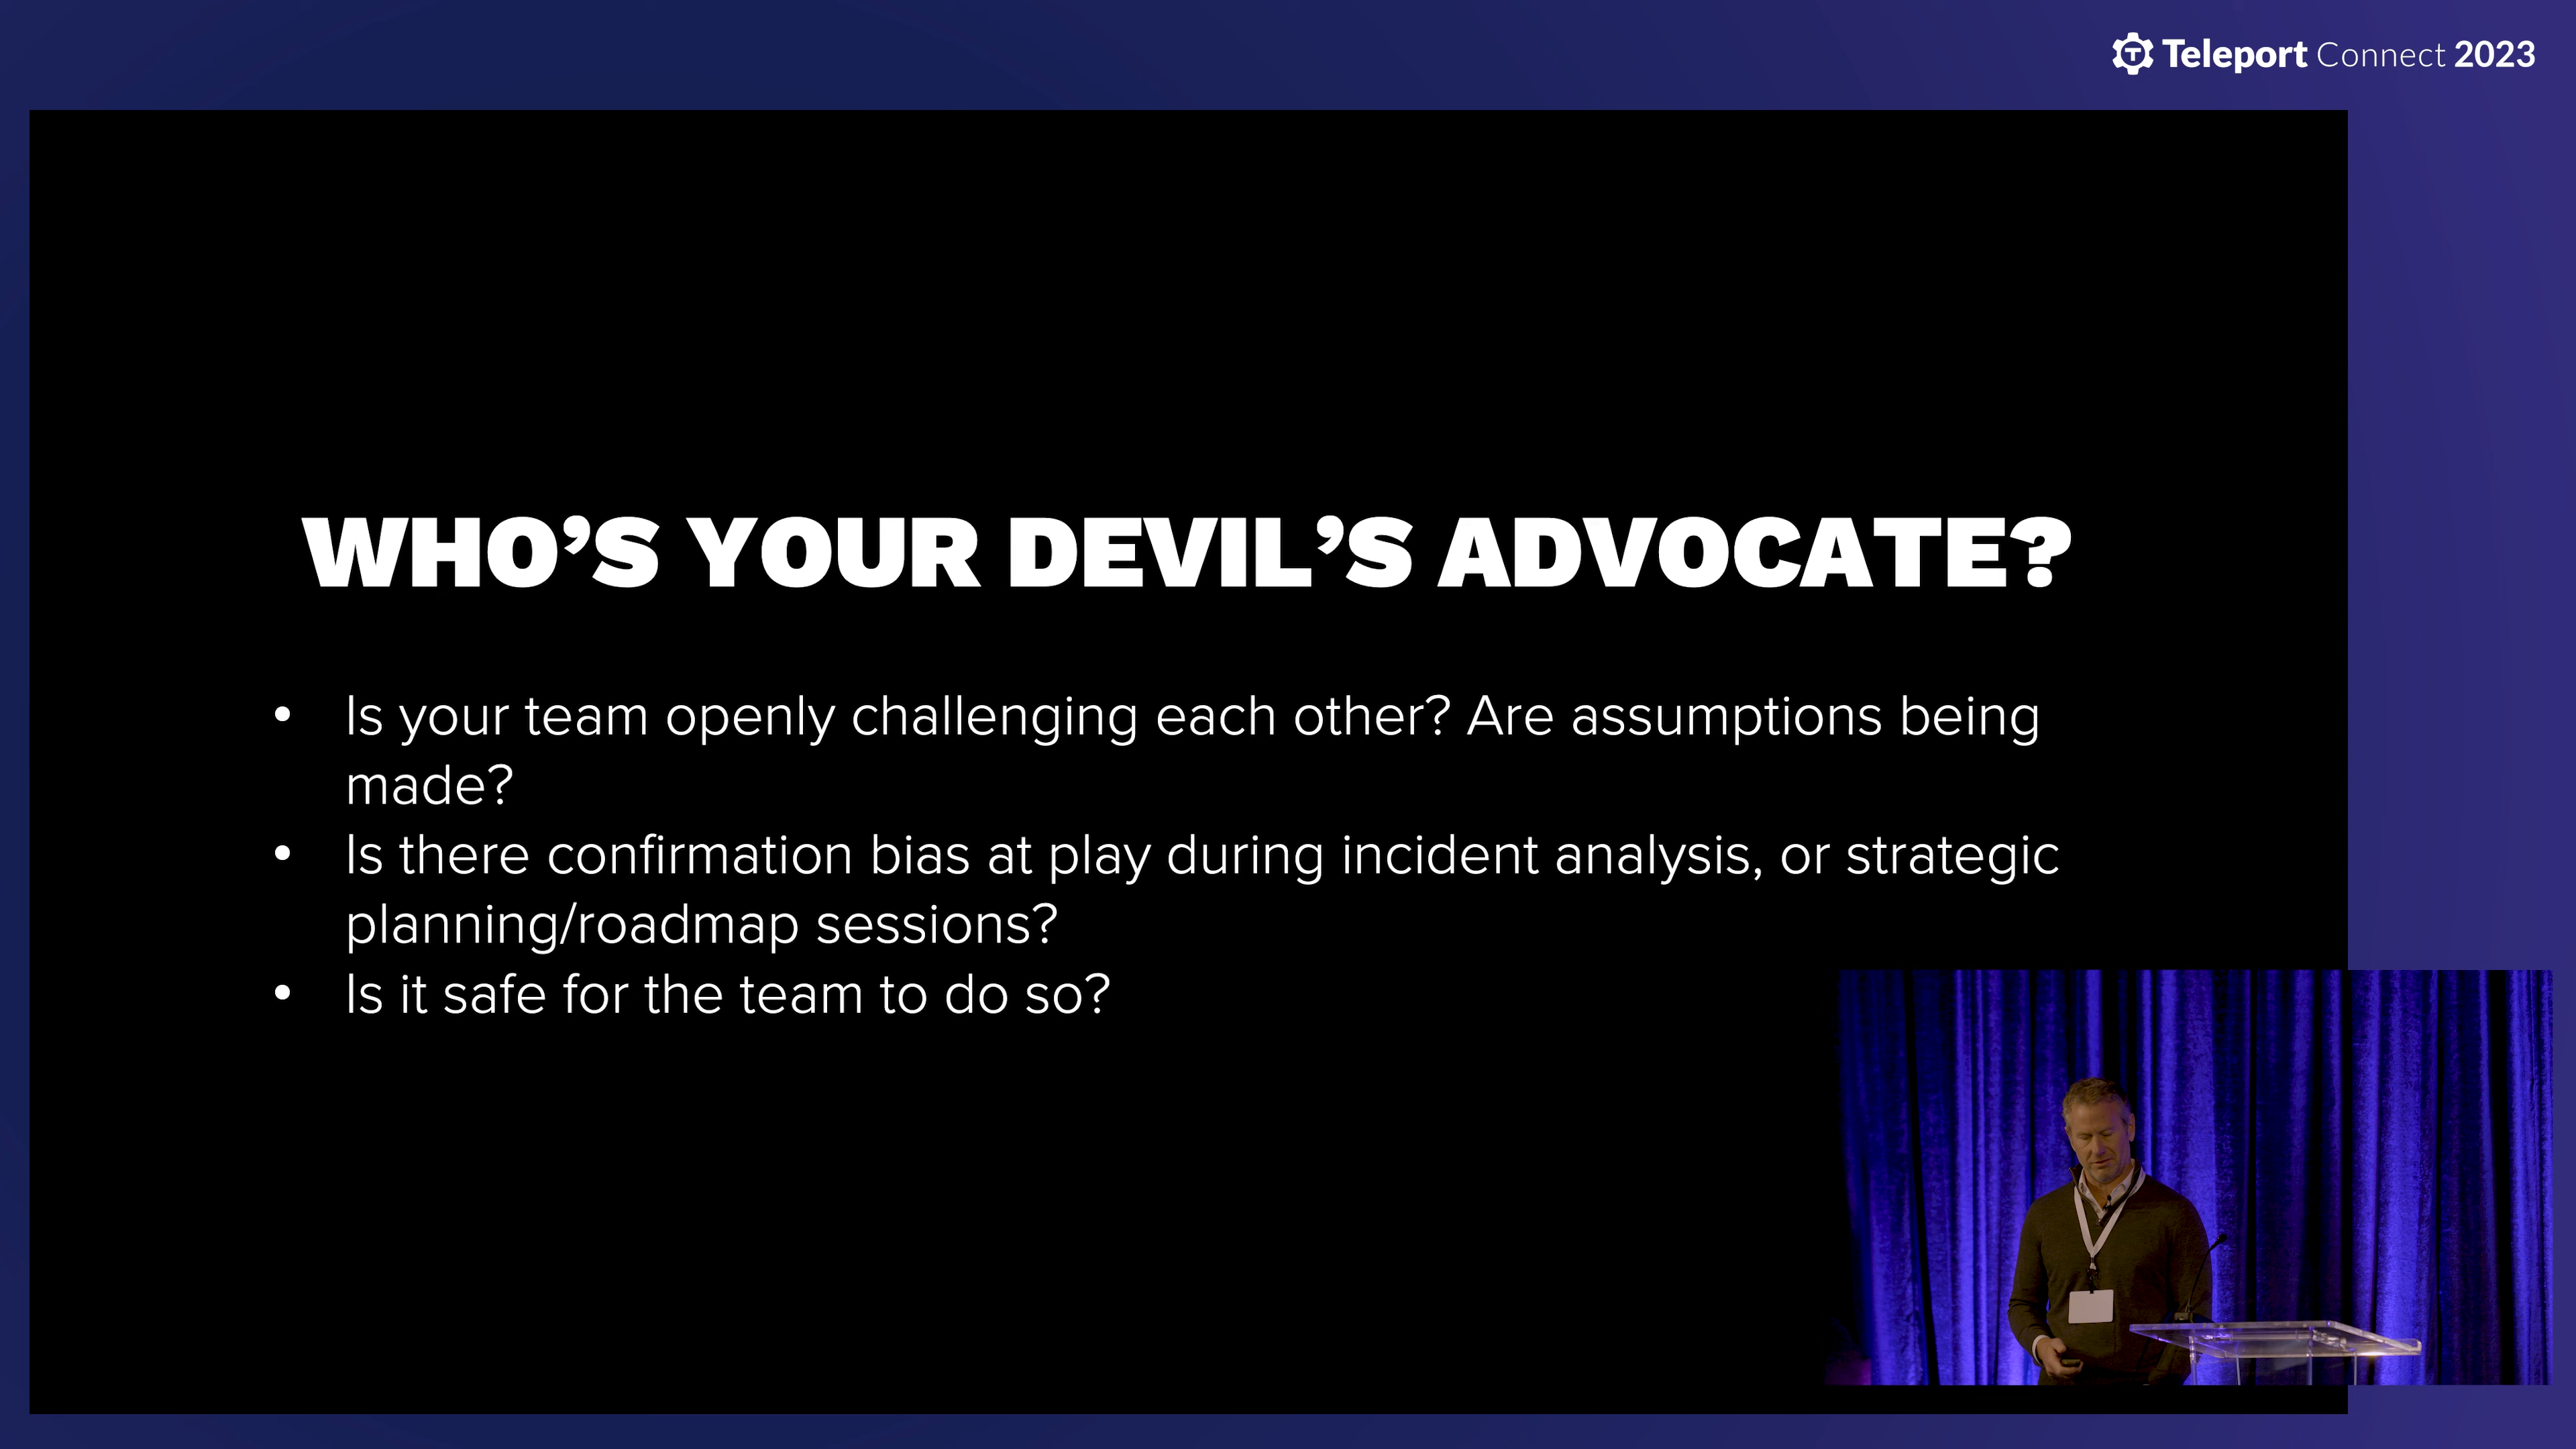 Teleport Connect 2023
WHO’S YOUR DEVIL’S ADVOCATE?
• Is your team openly challenging each other? Are assumptions being
made?
• Is there confirmation bias at play during incident analysis, or strategic
planning/roadmap sessions?
• Is it safe for the team to do so?